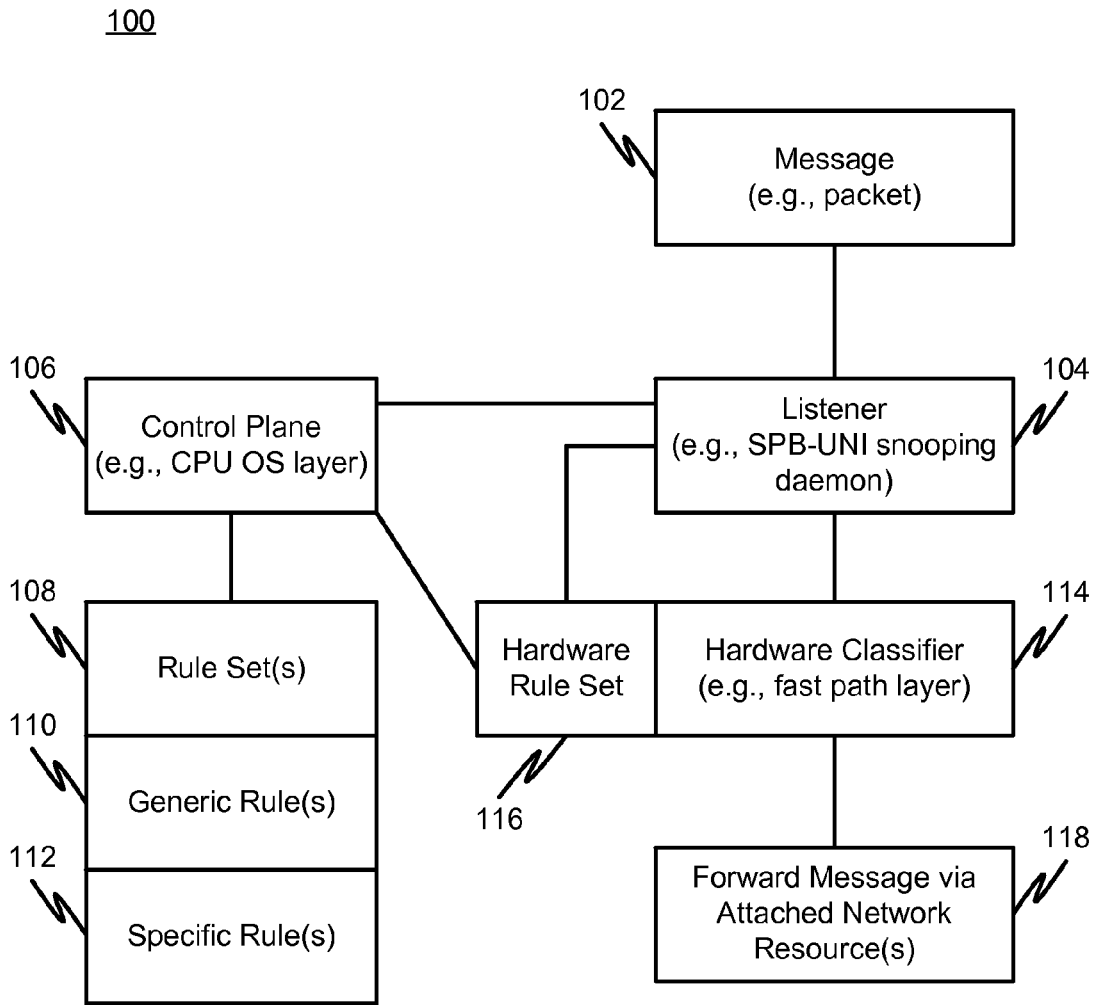 100
102
Message
(e.g., packet)
106
Control Plane
(e.g., CPU OS layer)
104
Listener
(e.g., SPB-UNI snooping
daemon)
108
Rule Set(s)
110
Generic Rule(s)
112
Specific Rule(s)
Hardware
Rule Set
116
114
Hardware Classifier
(e.g., fast path layer)
118
Forward Message via
Attached Network
Resource(s)